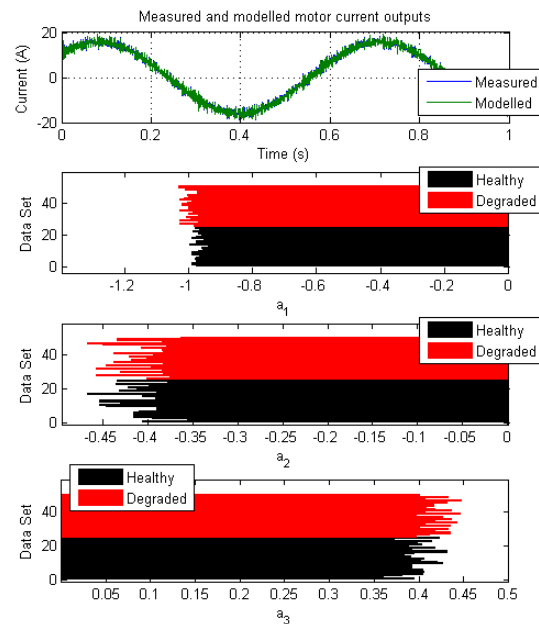 Measured and modelled motor current outputs
Current (A)
20
0
-20
0
0.2
0.4
0.6
0.8
1
Time (s)
Measured
Modelled
Data Set
40
20
0
-1.2
-1
-0.8
-0.6
-0.4
-0.2
0
a1
Healthy
Degraded
Data Set
40
20
0
-0.45
-0.4
-0.35
-0.3
-0.25
-0.2
-0.15
-0.1
-0.05
0
a2
Healthy
Degraded
Data Set
40
20
0
0.05
0.1
0.15
0.2
0.25
0.3
0.35
0.4
0.45
0.5
a3
Healthy
Degraded